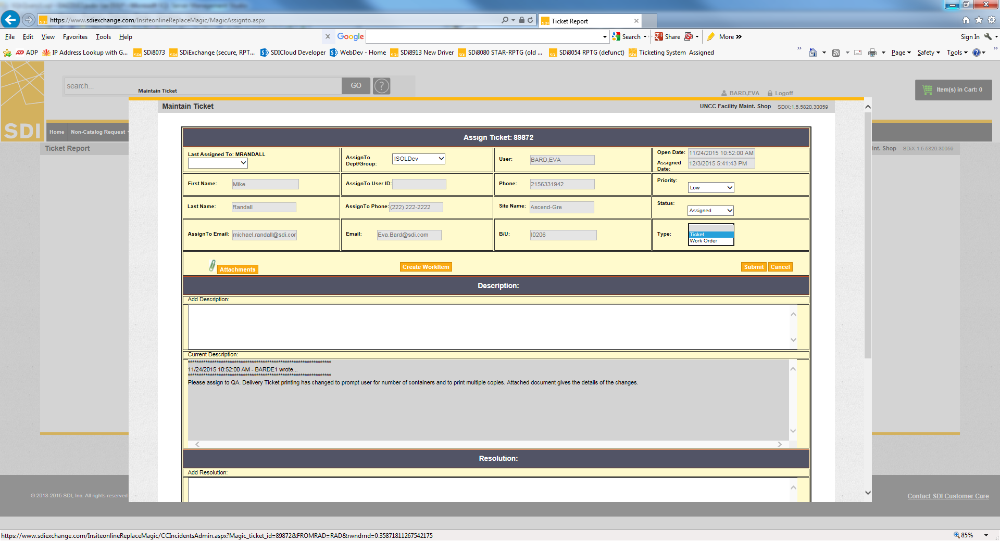 https://www.sdiexchange.com/InsiteonlineReplaceMagic/MagicAssignto.aspx
Ticket Report
File Edit View Favorites Tools Help
x Google Search Share More »
Sign In
ADP IP Address Lookup with G... SDi8073 SDiExchange (secure, RPT... SDICloud Developer WebDev - Home SDi8913 New Driver SDi8080 STAR-RPTG (old ... SDi8054 RPTG (defunct) Ticketing System Assigned
Page Safety Tools
search... GO ?
Maintain Ticket
BARD,EVA Logoff
Item(s) in Cart: 0
SDI
Home Non-Catalog Request
Ticket Report
int. Shop SDiX:1.5.5820.30059
Maintain Ticket
UNCC Facility Maint. Shop SDiX:1.5.5820.30059
Assign Ticket: 89872
Last Assigned To: MRANDALL
AssignTo Dept/Group: ISOLDev
User: BARD,EVA
Open Date: 11/24/2015 10:52:00 AM
Assigned Date: 12/3/2015 5:41:43 PM
First Name: Mike
AssignTo User ID:
Phone: 2156331942
Priority: Low
Last Name: Randall
AssignTo Phone: (222) 222-2222
Site Name: Ascend-Gre
Status: Assigned
AssignTo Email: michael.randall@sdi.cor
Email: Eva.Bard@sdi.com
B/U: I0206
Type:
Ticket
Work Order
Attachments
Create WorkItem
Submit Cancel
Description:
Add Description:
Current Description:
*****************************************************************
11/24/2015 10:52:00 AM - BARDE1 wrote...
*****************************************************************
Please assign to QA. Delivery Ticket printing has changed to prompt user for number of containers and to print multiple copies. Attached document gives the details of the changes.
Resolution:
Add Resolution:
© 2013-2015 SDI, Inc. All rights reserved
Contact SDI Customer Care
https://www.sdiexchange.com/InsiteonlineReplaceMagic/CCIncidentsAdmin.aspx?Magic_ticket_id=89872&FROMRAD=RAD&rwndrnd=0.35871811267542175
85%